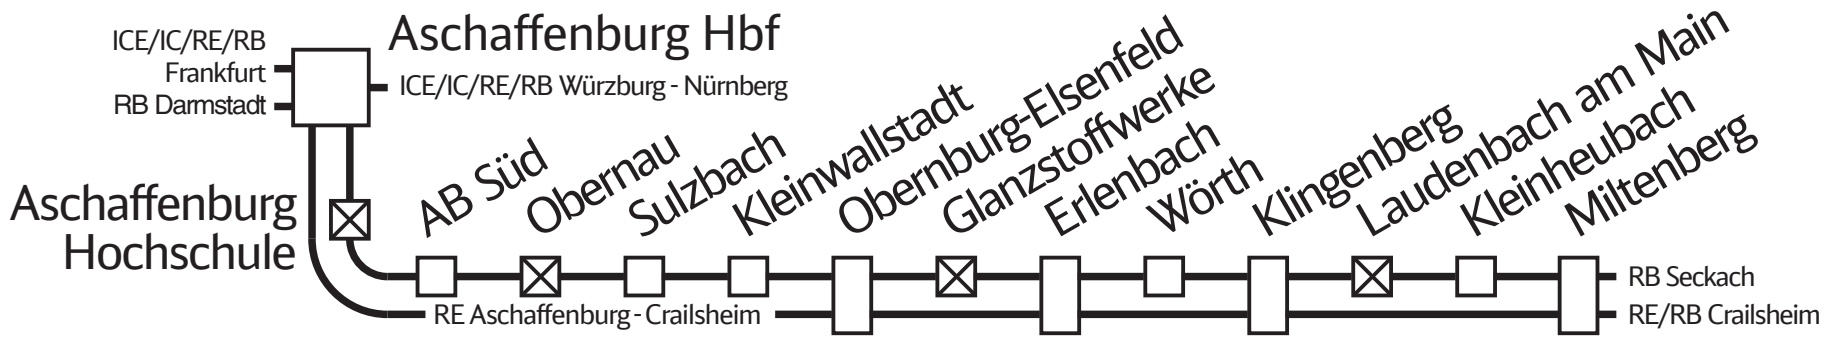 ICE/IC/RE/RB
Frankfurt
RB Darmstadt
Aschaffenburg Hbf
ICE/IC/RE/RB Würzburg - Nürnberg
Aschaffenburg
Hochschule
AB Süd
Obernau
Sulzbach
Kleinwallstadt
Obernburg-Elsenfeld
Glanzstoffwerke
Erlenbach
Wörth
Klingenberg
Laudenbach am Main
Kleinheubach
Miltenberg
RB Seckach
RE Aschaffenburg - Crailsheim
RE/RB Crailsheim